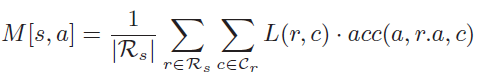 M[s, a] = \frac{1}{|\mathcal{R}_s|} \sum_{r \in \mathcal{R}_s} \sum_{c \in \mathcal{C}_r} L(r, c) \cdot acc(a, r.a, c)